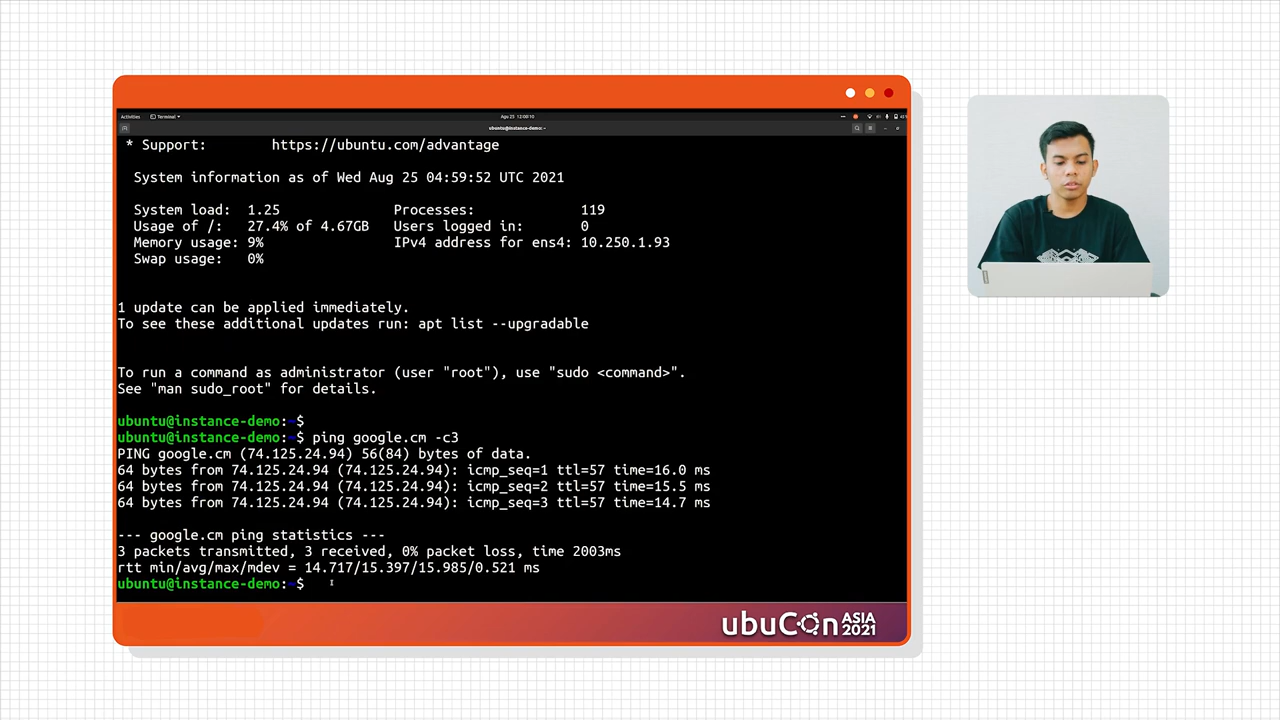 Activities Terminal Agu 25 12:00:10
ubuntu@instance-demo: ~
* Support: https://ubuntu.com/advantage
System information as of Wed Aug 25 04:59:52 UTC 2021
System load: 1.25 Processes: 119
Usage of /: 27.4% of 4.67GB Users logged in: 0
Memory usage: 9% IPv4 address for ens4: 10.250.1.93
Swap usage: 0%
1 update can be applied immediately.
To see these additional updates run: apt list --upgradable
To run a command as administrator (user "root"), use "sudo <command>".
See "man sudo_root" for details.
ubuntu@instance-demo:~$
ubuntu@instance-demo:~$ ping google.cm -c3
PING google.cm (74.125.24.94) 56(84) bytes of data.
64 bytes from 74.125.24.94 (74.125.24.94): icmp_seq=1 ttl=57 time=16.0 ms
64 bytes from 74.125.24.94 (74.125.24.94): icmp_seq=2 ttl=57 time=15.5 ms
64 bytes from 74.125.24.94 (74.125.24.94): icmp_seq=3 ttl=57 time=14.7 ms
--- google.cm ping statistics ---
3 packets transmitted, 3 received, 0% packet loss, time 2003ms
rtt min/avg/max/mdev = 14.717/15.397/15.985/0.521 ms
ubuntu@instance-demo:~$
ubuCon ASIA 2021